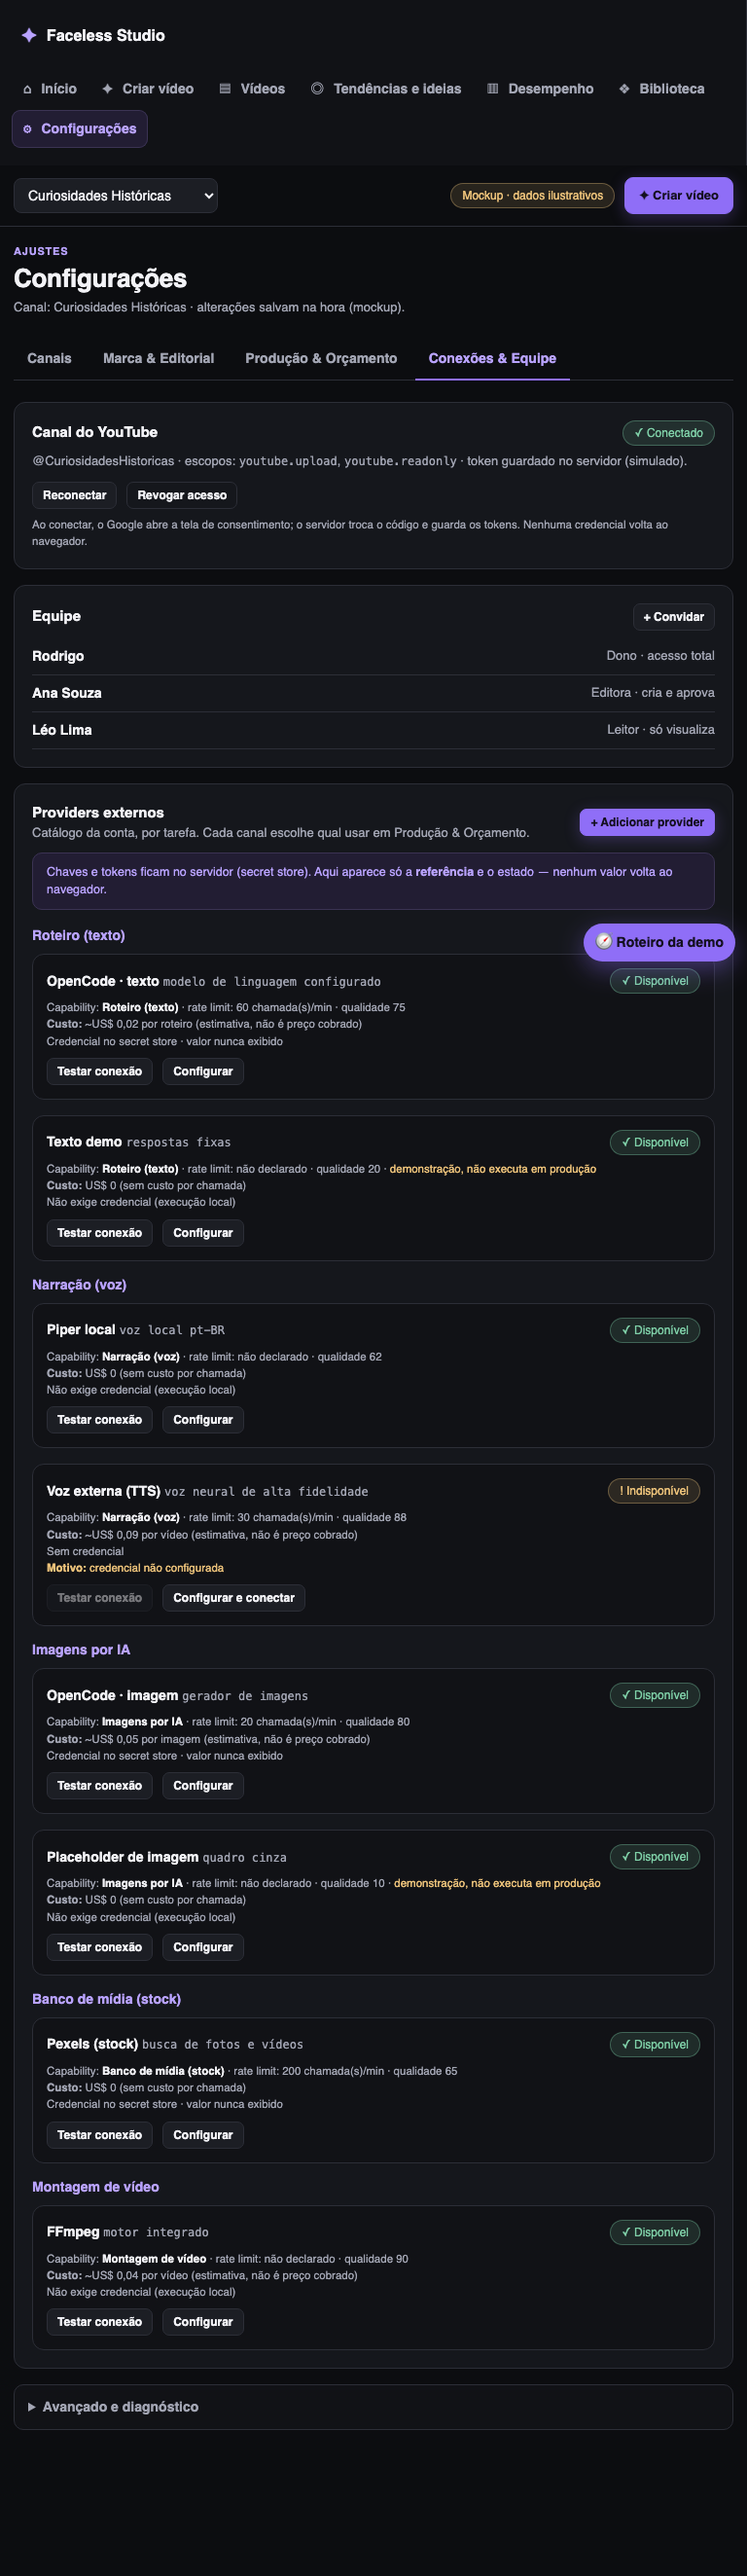 Faceless Studio
Início
Criar vídeo
Vídeos
Tendências e ideias
Desempenho
Biblioteca
Configurações
Curiosidades Históricas
Mockup · dados ilustrativos
✦ Criar vídeo
AJUSTES
Configurações
Canal: Curiosidades Históricas · alterações salvam na hora (mockup).
Canais
Marca & Editorial
Produção & Orçamento
Conexões & Equipe
Canal do YouTube
✓ Conectado
@CuriosidadesHistoricas · escopos: youtube.upload, youtube.readonly · token guardado no servidor (simulado).
Reconectar
Revogar acesso
Ao conectar, o Google abre a tela de consentimento; o servidor troca o código e guarda os tokens. Nenhuma credencial volta ao
navegador.
Equipe
+ Convidar
Rodrigo
Dono · acesso total
Ana Souza
Editora · cria e aprova
Léo Lima
Leitor · só visualiza
Providers externos
Catálogo da conta, por tarefa. Cada canal escolhe qual usar em Produção & Orçamento.
+ Adicionar provider
Chaves e tokens ficam no servidor (secret store). Aqui aparece só a referência e o estado — nenhum valor volta ao
navegador.
Roteiro (texto)
Roteiro da demo
OpenCode · texto modelo de linguagem configurado
✓ Disponível
Capability: Roteiro (texto) · rate limit: 60 chamada(s)/min · qualidade 75
Custo: ~US$ 0,02 por roteiro (estimativa, não é preço cobrado)
Credencial no secret store · valor nunca exibido
Testar conexão
Configurar
Texto demo respostas fixas
✓ Disponível
Capability: Roteiro (texto) · rate limit: não declarado · qualidade 20 · demonstração, não executa em produção
Custo: US$ 0 (sem custo por chamada)
Não exige credencial (execução local)
Testar conexão
Configurar
Narração (voz)
Piper local voz local pt-BR
✓ Disponível
Capability: Narração (voz) · rate limit: não declarado · qualidade 62
Custo: US$ 0 (sem custo por chamada)
Não exige credencial (execução local)
Testar conexão
Configurar
Voz externa (TTS) voz neural de alta fidelidade
! Indisponível
Capability: Narração (voz) · rate limit: 30 chamada(s)/min · qualidade 88
Custo: ~US$ 0,09 por vídeo (estimativa, não é preço cobrado)
Sem credencial
Motivo: credencial não configurada
Testar conexão
Configurar e conectar
Imagens por IA
OpenCode · imagem gerador de imagens
✓ Disponível
Capability: Imagens por IA · rate limit: 20 chamada(s)/min · qualidade 80
Custo: ~US$ 0,05 por imagem (estimativa, não é preço cobrado)
Credencial no secret store · valor nunca exibido
Testar conexão
Configurar
Placeholder de imagem quadro cinza
✓ Disponível
Capability: Imagens por IA · rate limit: não declarado · qualidade 10 · demonstração, não executa em produção
Custo: US$ 0 (sem custo por chamada)
Não exige credencial (execução local)
Testar conexão
Configurar
Banco de mídia (stock)
Pexels (stock) busca de fotos e vídeos
✓ Disponível
Capability: Banco de mídia (stock) · rate limit: 200 chamada(s)/min · qualidade 65
Custo: US$ 0 (sem custo por chamada)
Credencial no secret store · valor nunca exibido
Testar conexão
Configurar
Montagem de vídeo
FFmpeg motor integrado
✓ Disponível
Capability: Montagem de vídeo · rate limit: não declarado · qualidade 90
Custo: ~US$ 0,04 por vídeo (estimativa, não é preço cobrado)
Não exige credencial (execução local)
Testar conexão
Configurar
▶ Avançado e diagnóstico